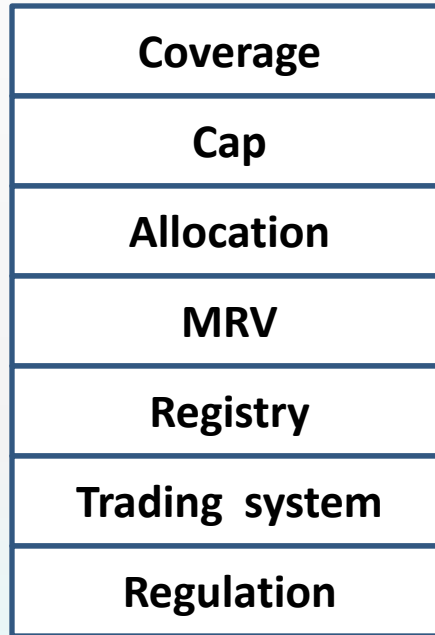 Coverage
Cap
Allocation
MRV
Registry
Trading system
Regulation